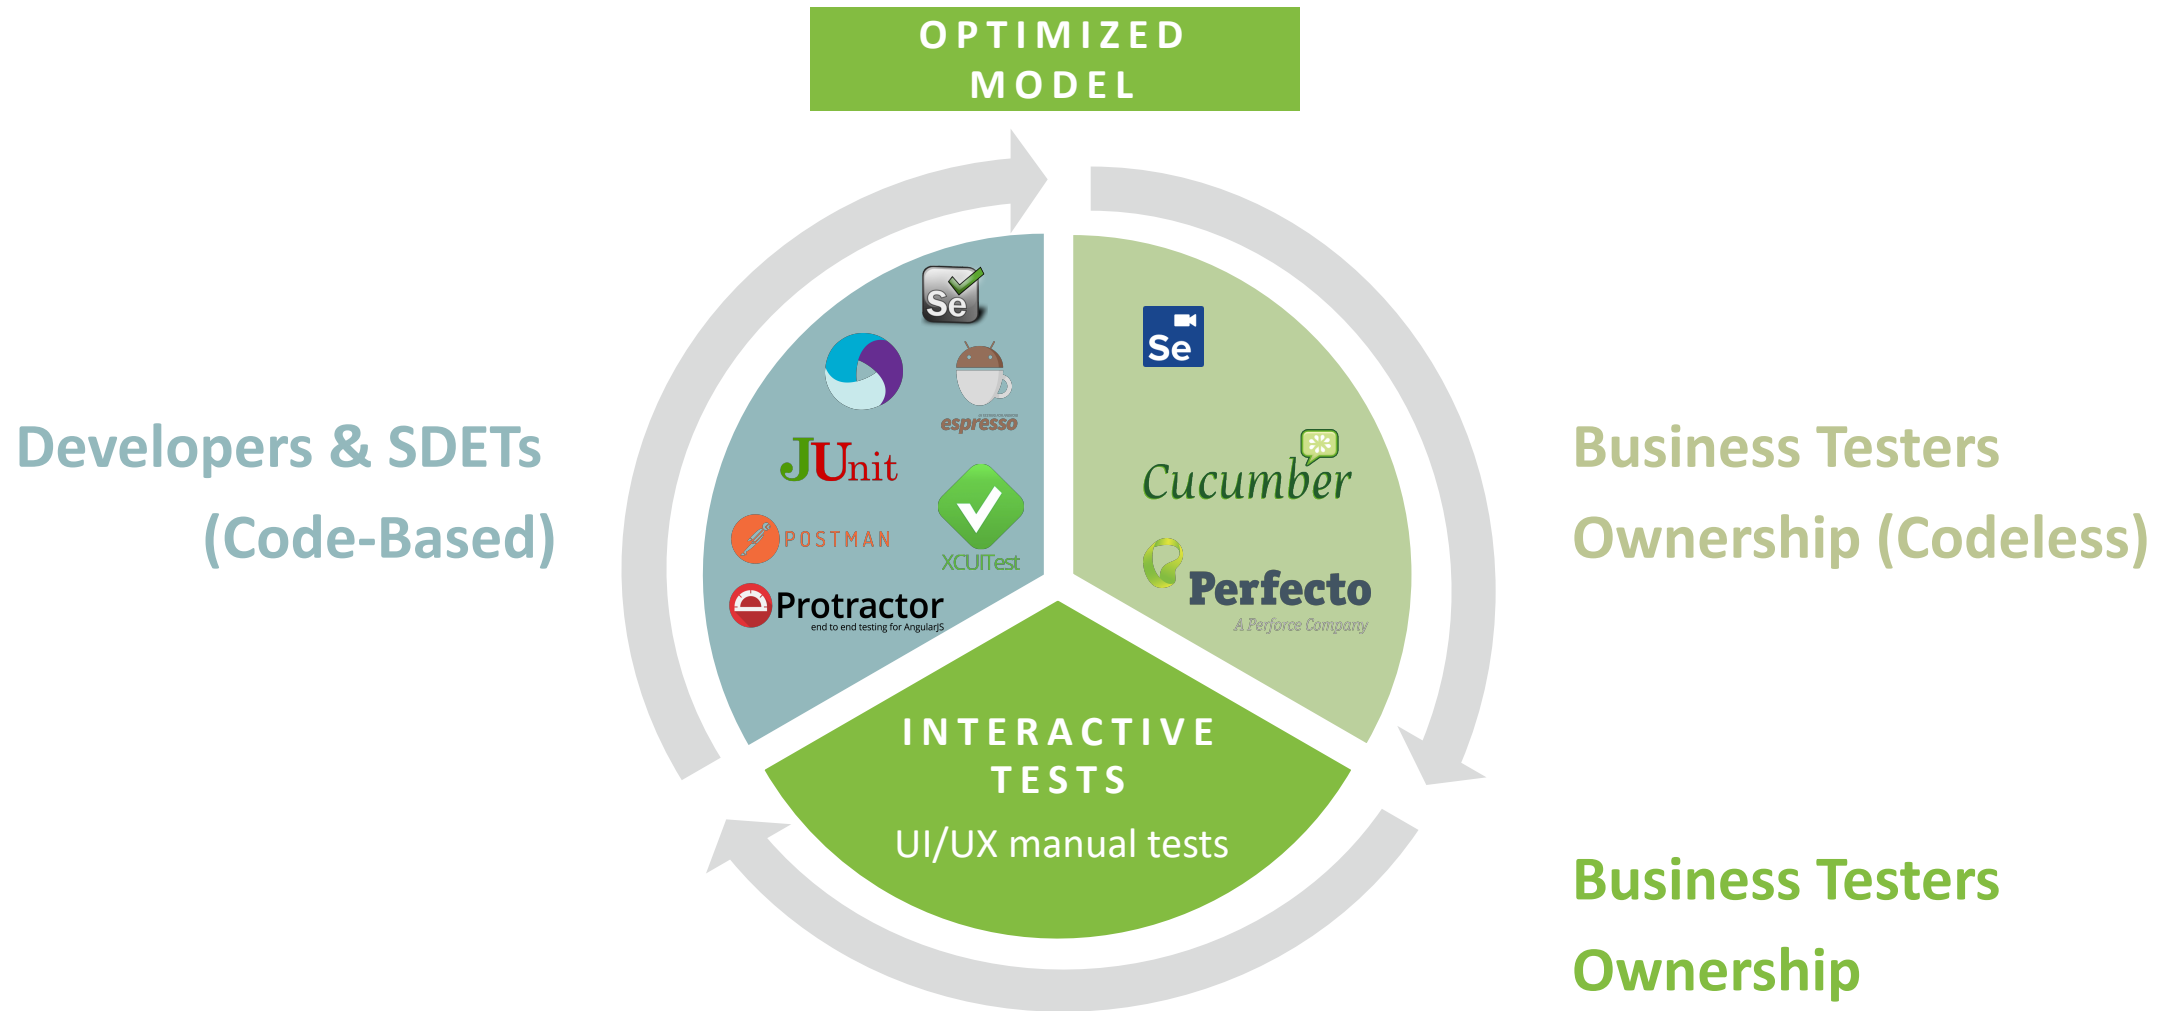 OPTIMIZED
MODEL
Developers & SDETs
(Code-Based)
Se
espresso
JUnit
POSTMAN
XCUITest
Protractor
end to end testing for AngularJS
Se
Cucumber
Perfecto
A Perforce Company
Business Testers
Ownership (Codeless)
INTERACTIVE
TESTS
UI/UX manual tests
Business Testers
Ownership